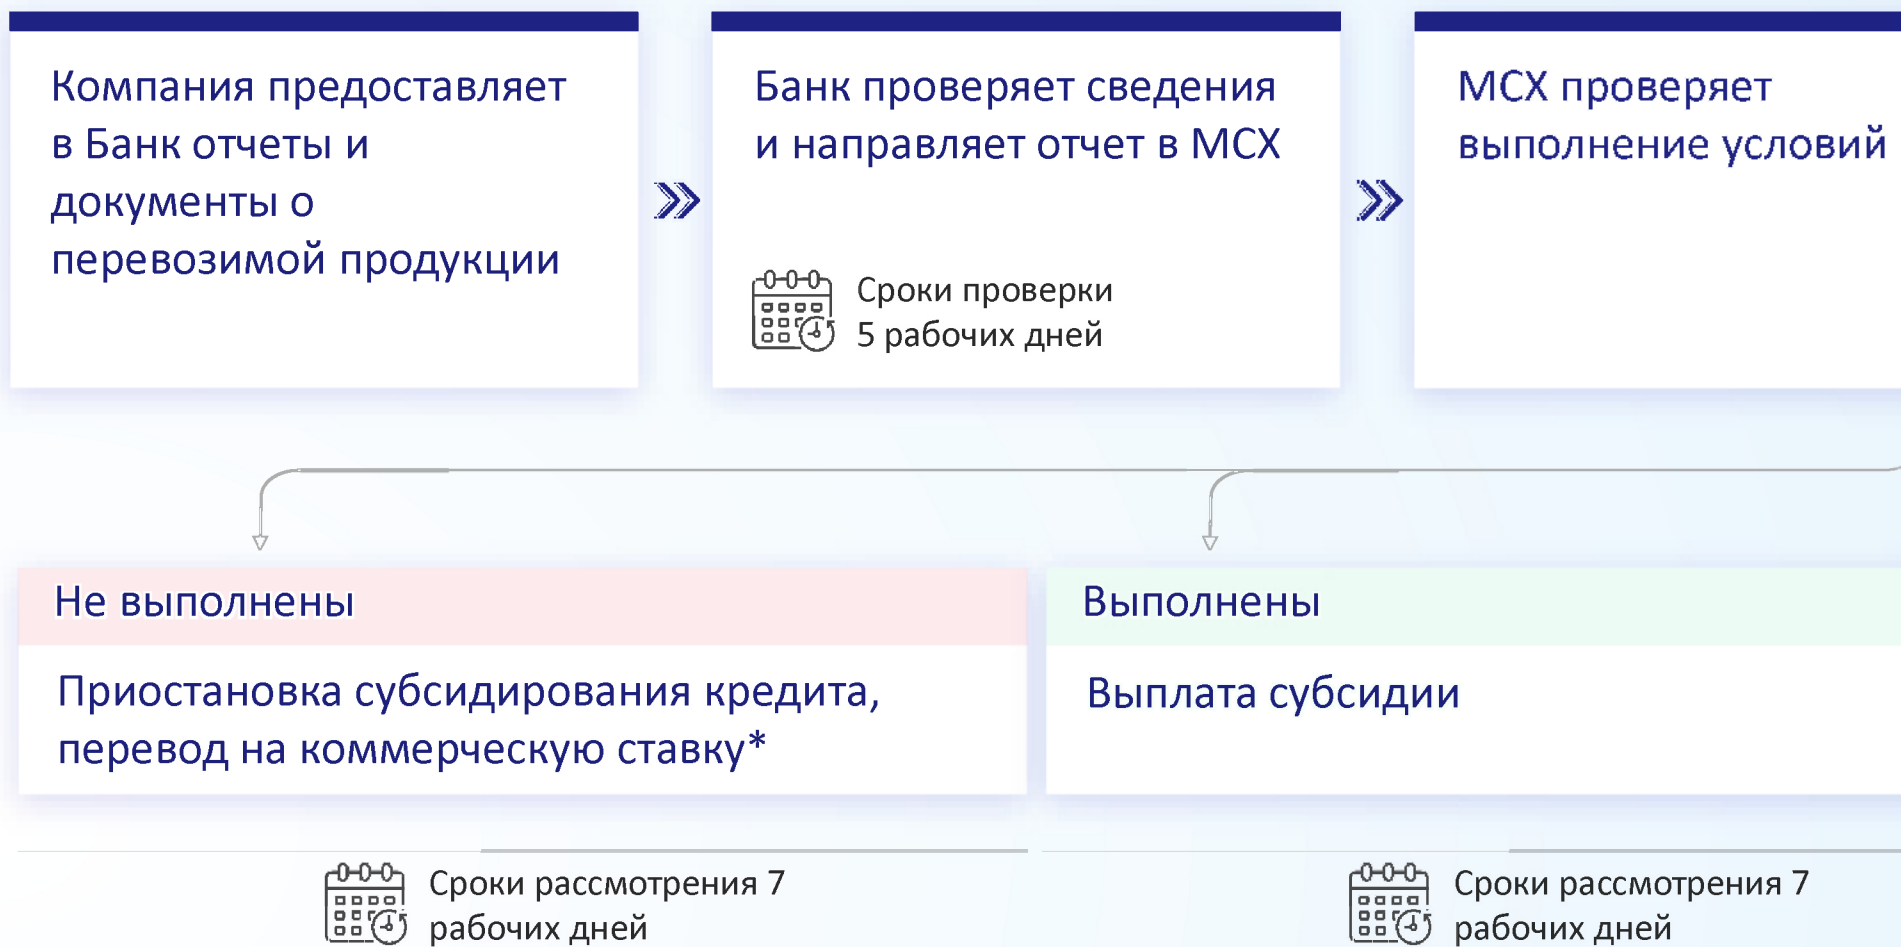 Компания предоставляет
в Банк отчеты и
документы о
перевозимой продукции
Банк проверяет сведения
и направляет отчет в МСХ
Сроки проверки
5 рабочих дней
МСХ проверяет
выполнение условий
Не выполнены
Приостановка субсидирования кредита,
перевод на коммерческую ставку*
Сроки рассмотрения 7
рабочих дней
Выполнены
Выплата субсидии
Сроки рассмотрения 7
рабочих дней